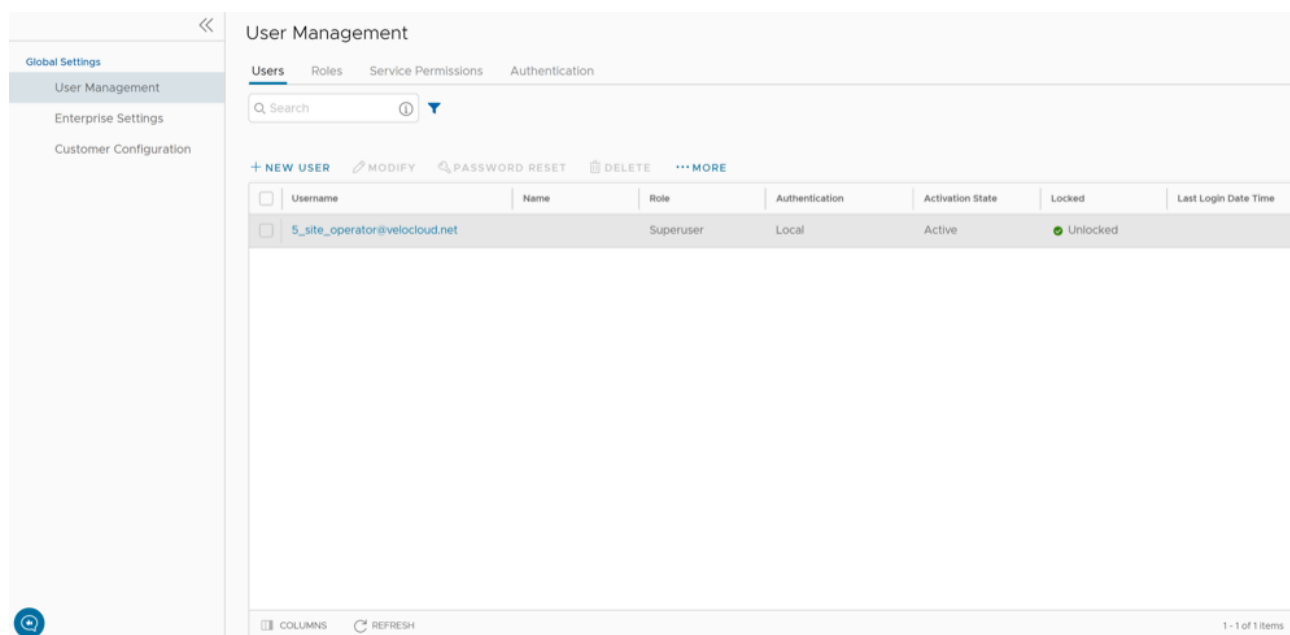 User Management
Global Settings
User Management
Enterprise Settings
Customer Configuration
Users Roles Service Permissions Authentication
Search
+ NEW USER MODIFY PASSWORD RESET DELETE ···MORE
Username Name Role Authentication Activation State Locked Last Login Date Time
5_site_operator@velocloud.net Superuser Local Active Unlocked
COLUMNS REFRESH 1 - 1 of 1 items